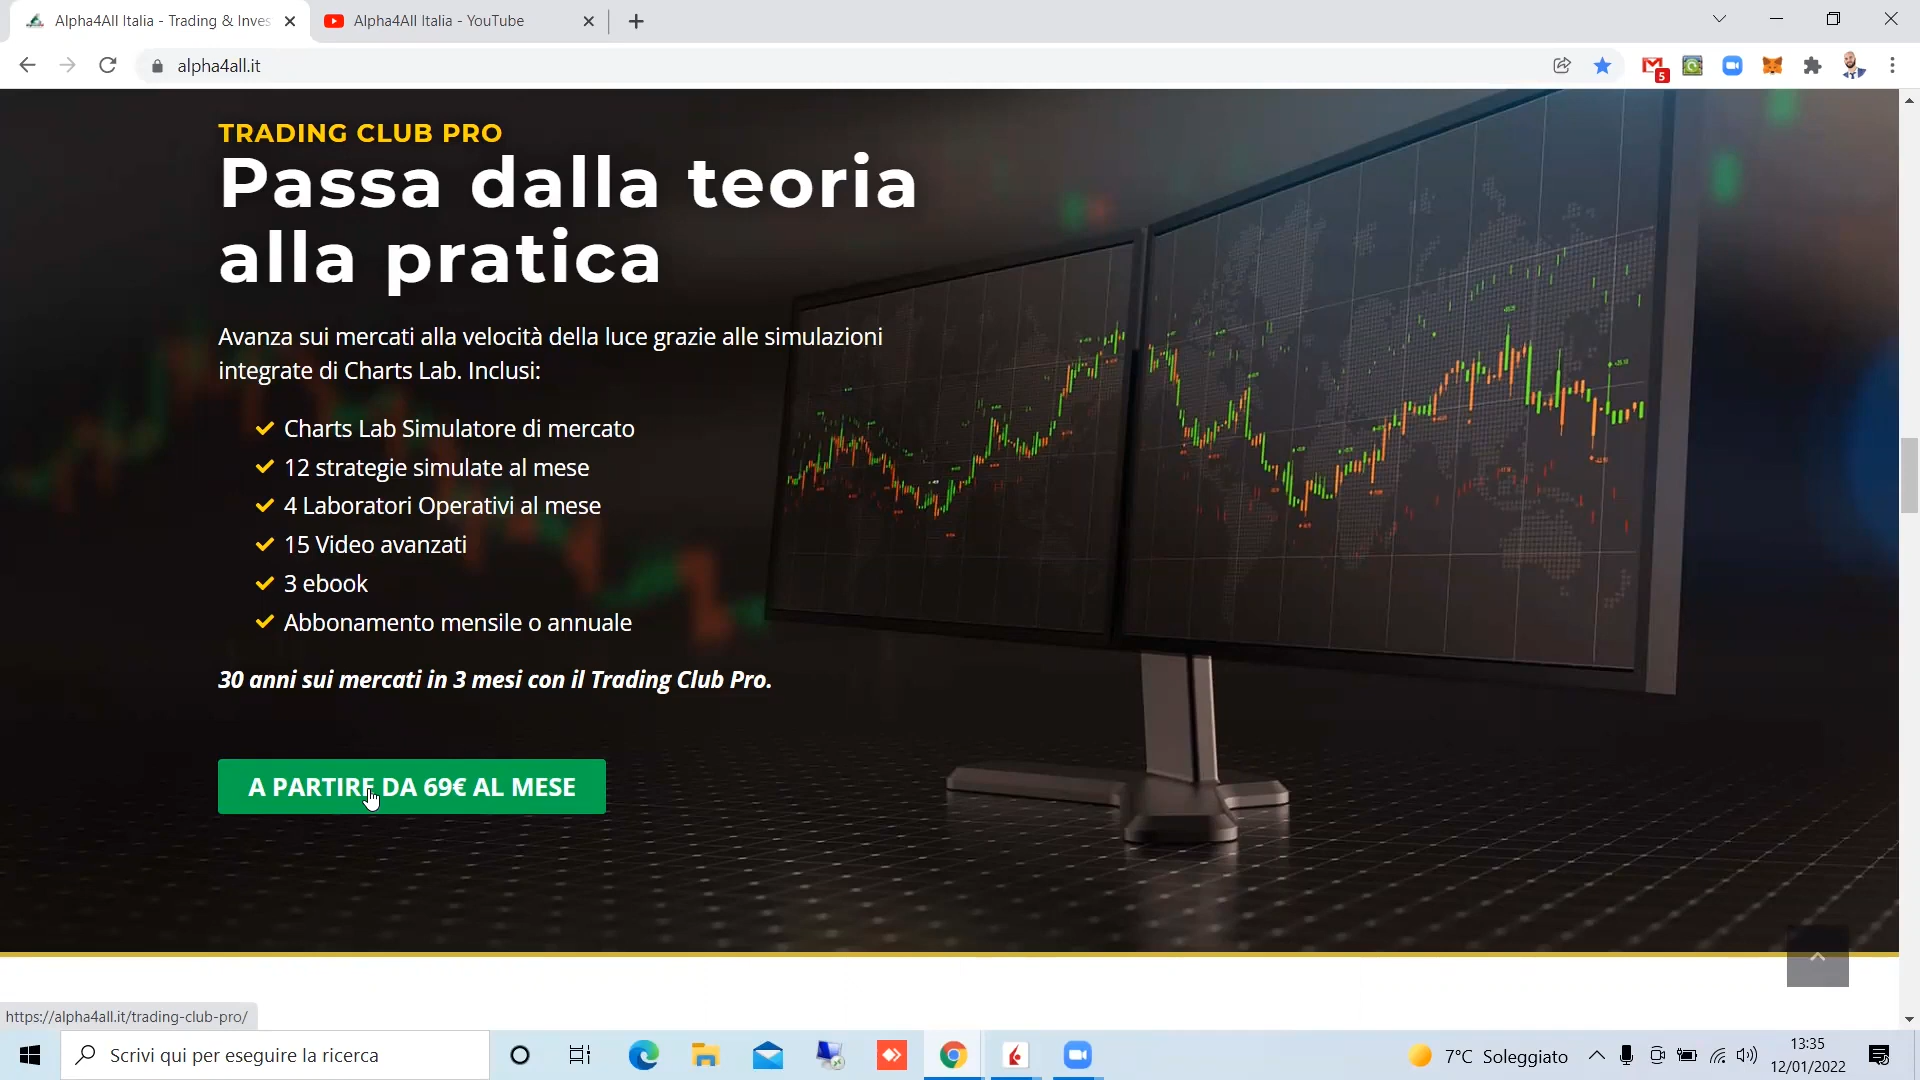 Alpha4All Italia - Trading & Inves
Alpha4All Italia - YouTube
alpha4all.it
5
TRADING CLUB PRO
Passa dalla teoria
alla pratica
Avanza sui mercati alla velocità della luce grazie alle simulazioni
integrate di Charts Lab. Inclusi:
Charts Lab Simulatore di mercato
12 strategie simulate al mese
4 Laboratori Operativi al mese
15 Video avanzati
3 ebook
Abbonamento mensile o annuale
30 anni sui mercati in 3 mesi con il Trading Club Pro.
A PARTIRE DA 69€ AL MESE
https://alpha4all.it/trading-club-pro/
Scrivi qui per eseguire la ricerca
7°C Soleggiato
13:35
12/01/2022